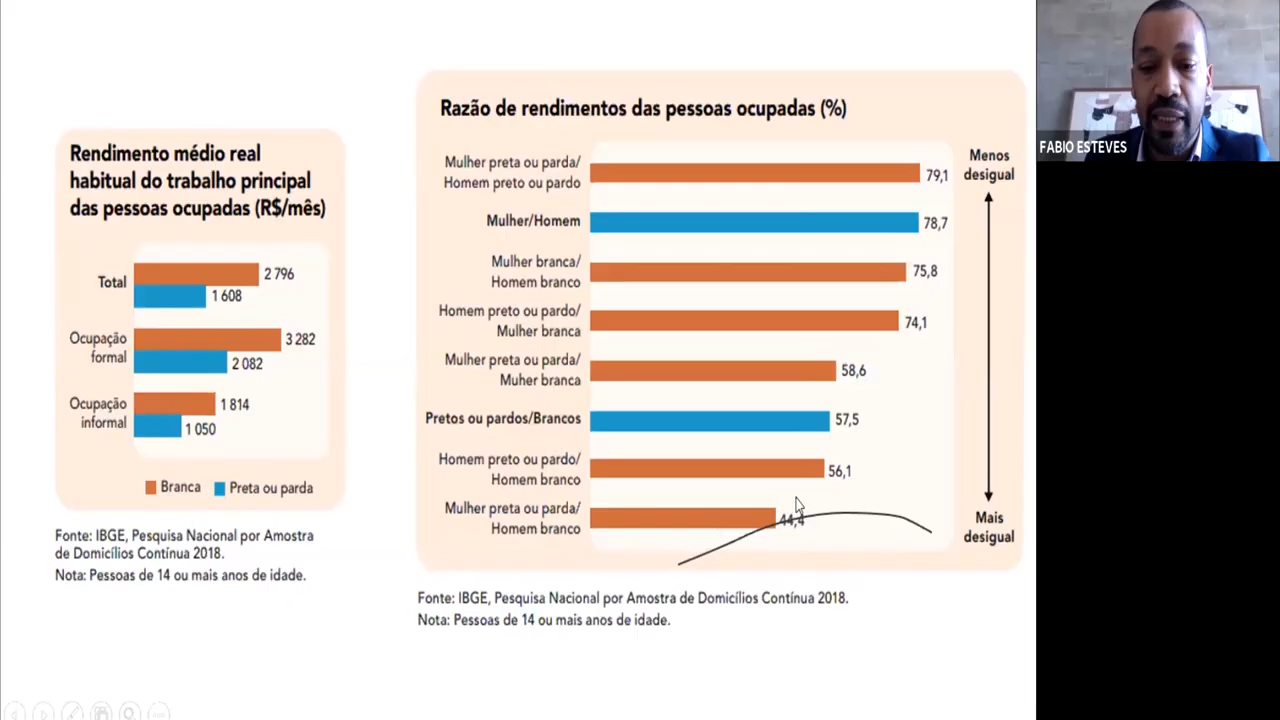 Rendimento médio real
habitual do trabalho principal
das pessoas ocupadas (R$/mês)
Total
2 796
1 608
Ocupação
formal
3 282
2 082
Ocupação
informal
1 814
1 050
Branca
Preta ou parda
Fonte: IBGE, Pesquisa Nacional por Amostra
de Domicílios Contínua 2018.
Nota: Pessoas de 14 ou mais anos de idade.
Razão de rendimentos das pessoas ocupadas (%)
Mulher preta ou parda/
Homem preto ou pardo
79,1
Mulher/Homem
78,7
Mulher branca/
Homem branco
75,8
Homem preto ou pardo/
Mulher branca
74,1
Mulher preta ou parda/
Muher branca
58,6
Pretos ou pardos/Brancos
57,5
Homem preto ou pardo/
Homem branco
56,1
Mulher preta ou parda/
Homem branco
44,4
Menos
desigual
Mais
desigual
Fonte: IBGE, Pesquisa Nacional por Amostra de Domicílios Contínua 2018.
Nota: Pessoas de 14 ou mais anos de idade.
FABIO ESTEVES